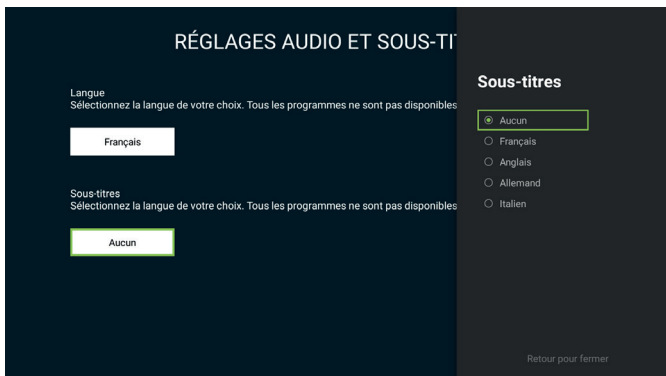 RÉGLAGES AUDIO ET SOUS-TI
Langue
Sélectionnez la langue de votre choix. Tous les programmes ne sont pas disponibles
Français
Sous-titres
Sélectionnez la langue de votre choix. Tous les programmes ne sont pas disponibles
Aucun
Sous-titres
Aucun
Français
Anglais
Allemand
Italien
Retour pour fermer